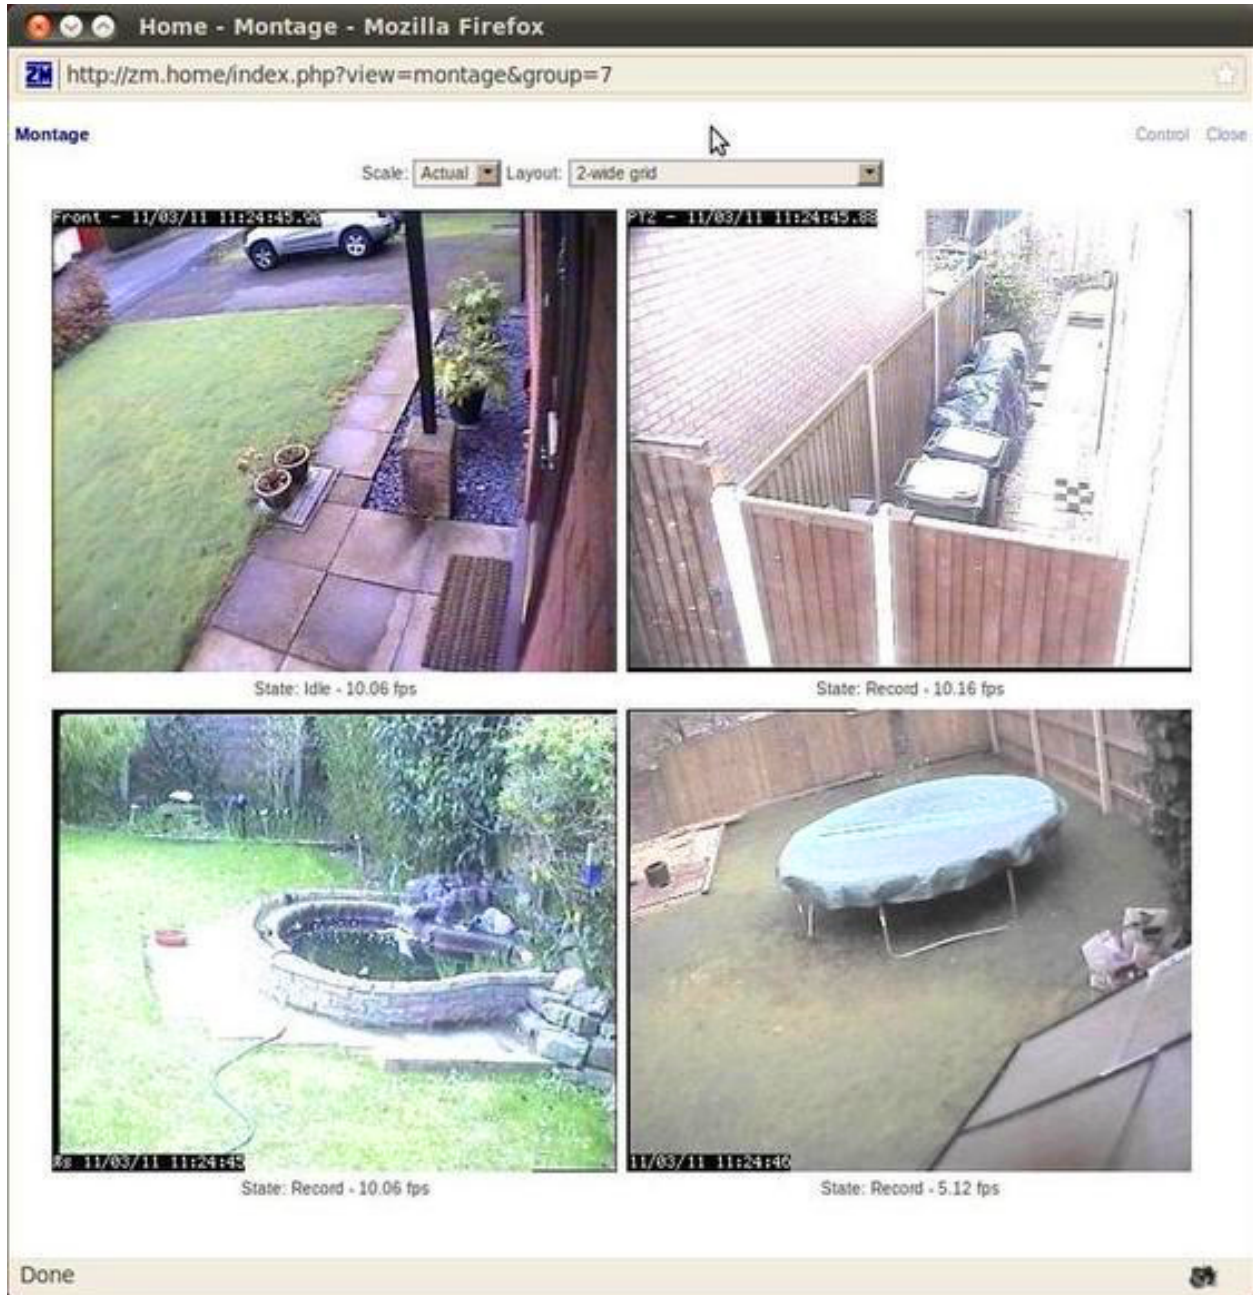 Home - Montage - Mozilla Firefox
ZM http://zm.home/index.php?view=montage&group=7
Montage
Control Close
Scale: Actual Layout: 2-wide grid
Front - 11/03/11 11:24:45.96
PTZ - 11/03/11 11:24:45.88
State: Idle - 10.06 fps
State: Record - 10.16 fps
11/03/11 11:24:45
11/03/11 11:24:46
State: Record - 10.06 fps
State: Record - 5.12 fps
Done